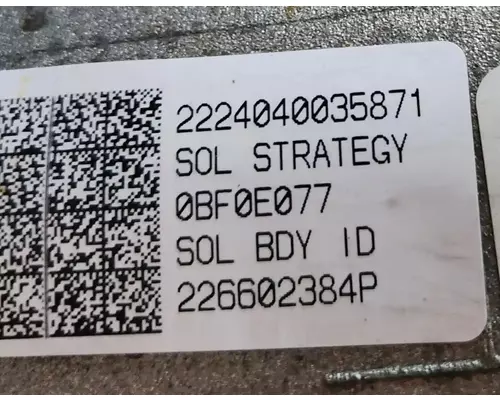 2224040035871
SOL STRATEGY
0BF0E077
SOL BDY ID
226602384P